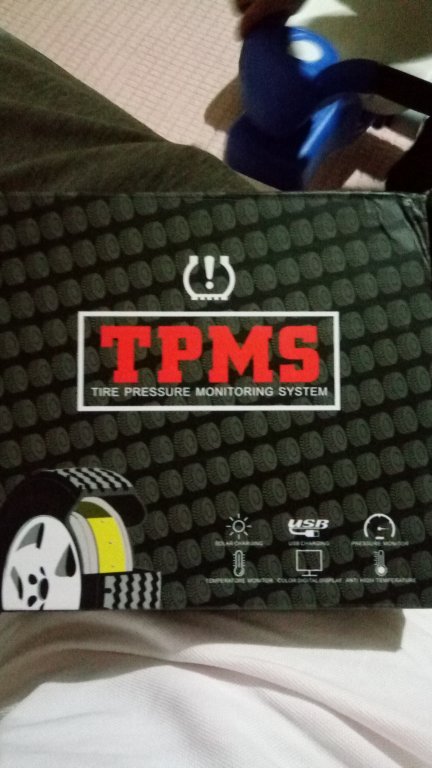 TPMS
TIRE PRESSURE MONITORING SYSTEM
USB
SOLAR CHARGING USB CHARGING PRESSURE MONITOR
TEMPERATURE MONITOR COLOR DIGITAL DISPLAY ANTI HIGH TEMPERATURE